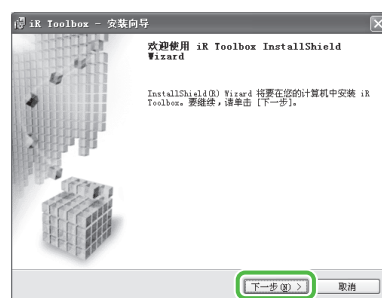 iR Toolbox - 安装向导
欢迎使用 iR Toolbox InstallShield
Wizard
InstallShield(R) Wizard 将要在您的计算机中安装 iR
Toolbox。要继续，请单击 [下一步]。
下一步(N) >
取消